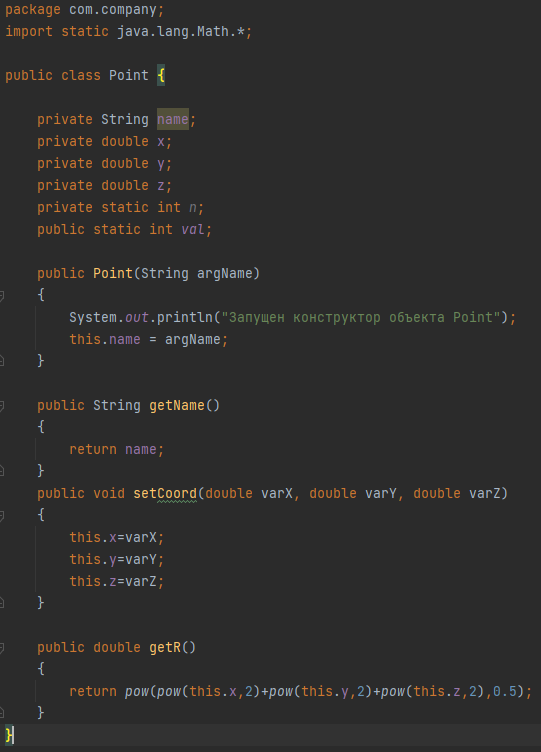 package com.company;
import static java.lang.Math.*;
public class Point {
private String name;
private double x;
private double y;
private double z;
private static int n;
public static int val;
public Point(String argName)
{
System.out.println("Запущен конструктор объекта Point");
this.name = argName;
}
public String getName()
{
return name;
}
public void setCoord(double varX, double varY, double varZ)
{
this.x=varX;
this.y=varY;
this.z=varZ;
}
public double getR()
{
return pow(pow(this.x,2)+pow(this.y,2)+pow(this.z,2),0.5);
}
}